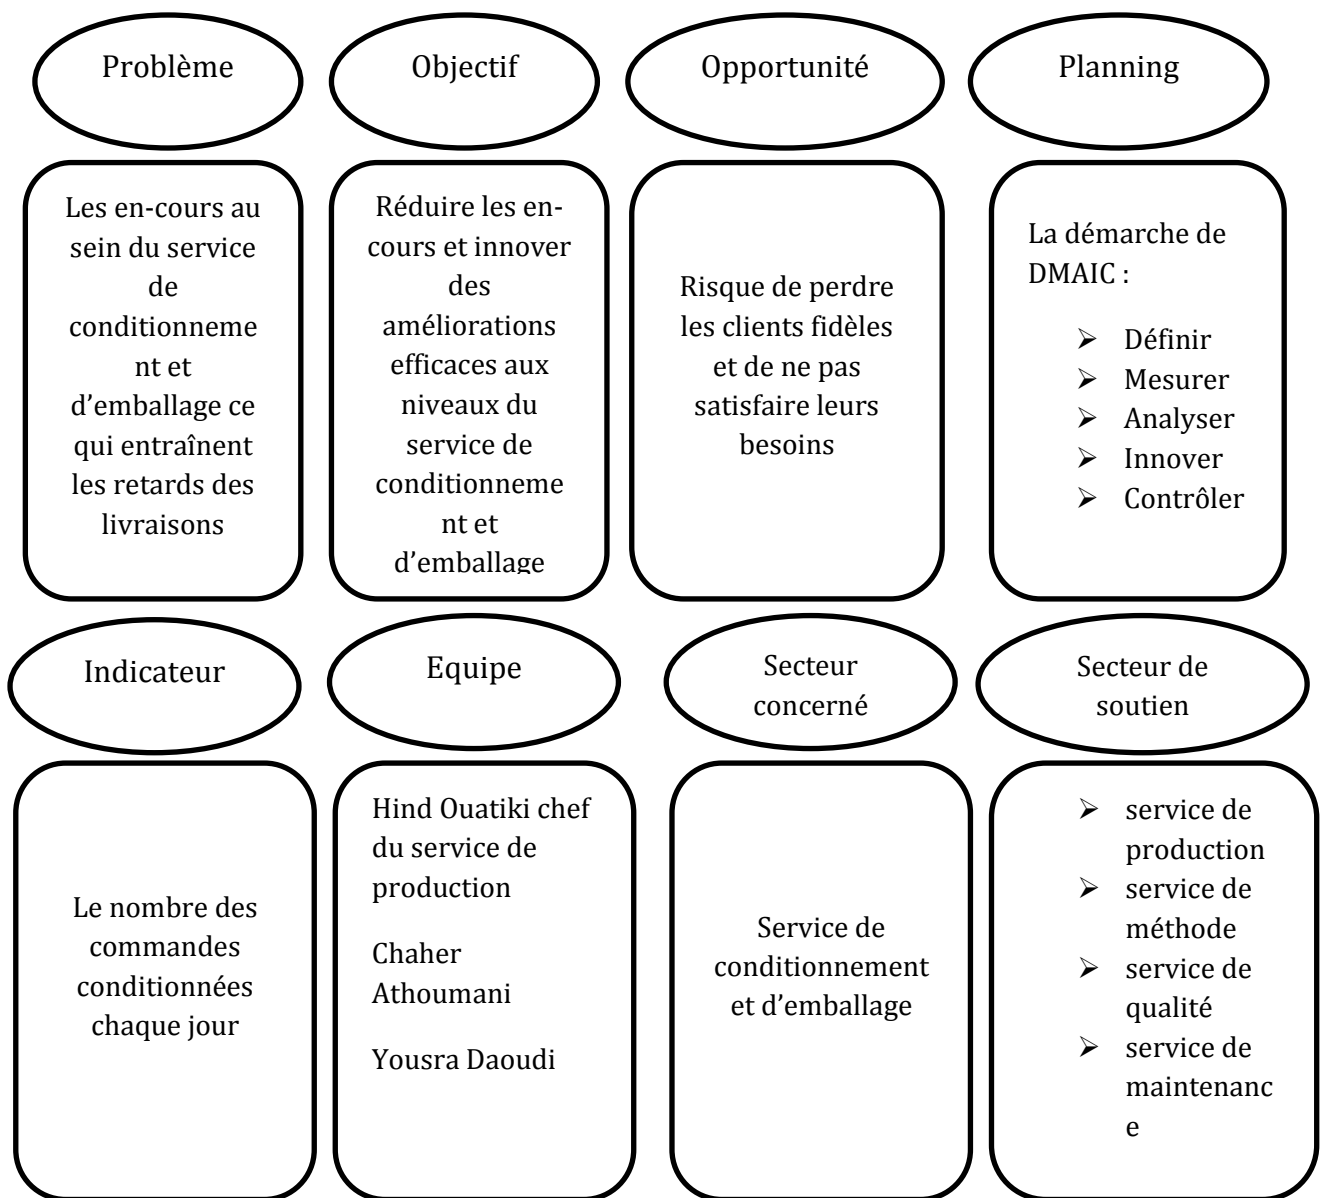 Problème
Les en-cours au
sein du service
de
conditionneme
nt et
d’emballage ce
qui entraînent
les retards des
livraisons
Objectif
Réduire les en-
cours et innover
des
améliorations
efficaces aux
niveaux du
service de
conditionneme
nt et
d’emballage
Opportunité
Risque de perdre
les clients fidèles
et de ne pas
satisfaire leurs
besoins
Planning
La démarche de
DMAIC :
➢ Définir
➢ Mesurer
➢ Analyser
➢ Innover
➢ Contrôler
Indicateur
Le nombre des
commandes
conditionnées
chaque jour
Equipe
Hind Ouatiki chef
du service de
production
Chaher
Athoumani
Yousra Daoudi
Secteur
concerné
Service de
conditionnement
et d’emballage
Secteur de
soutien
➢ service de
production
➢ service de
méthode
➢ service de
qualité
➢ service de
maintenanc
e